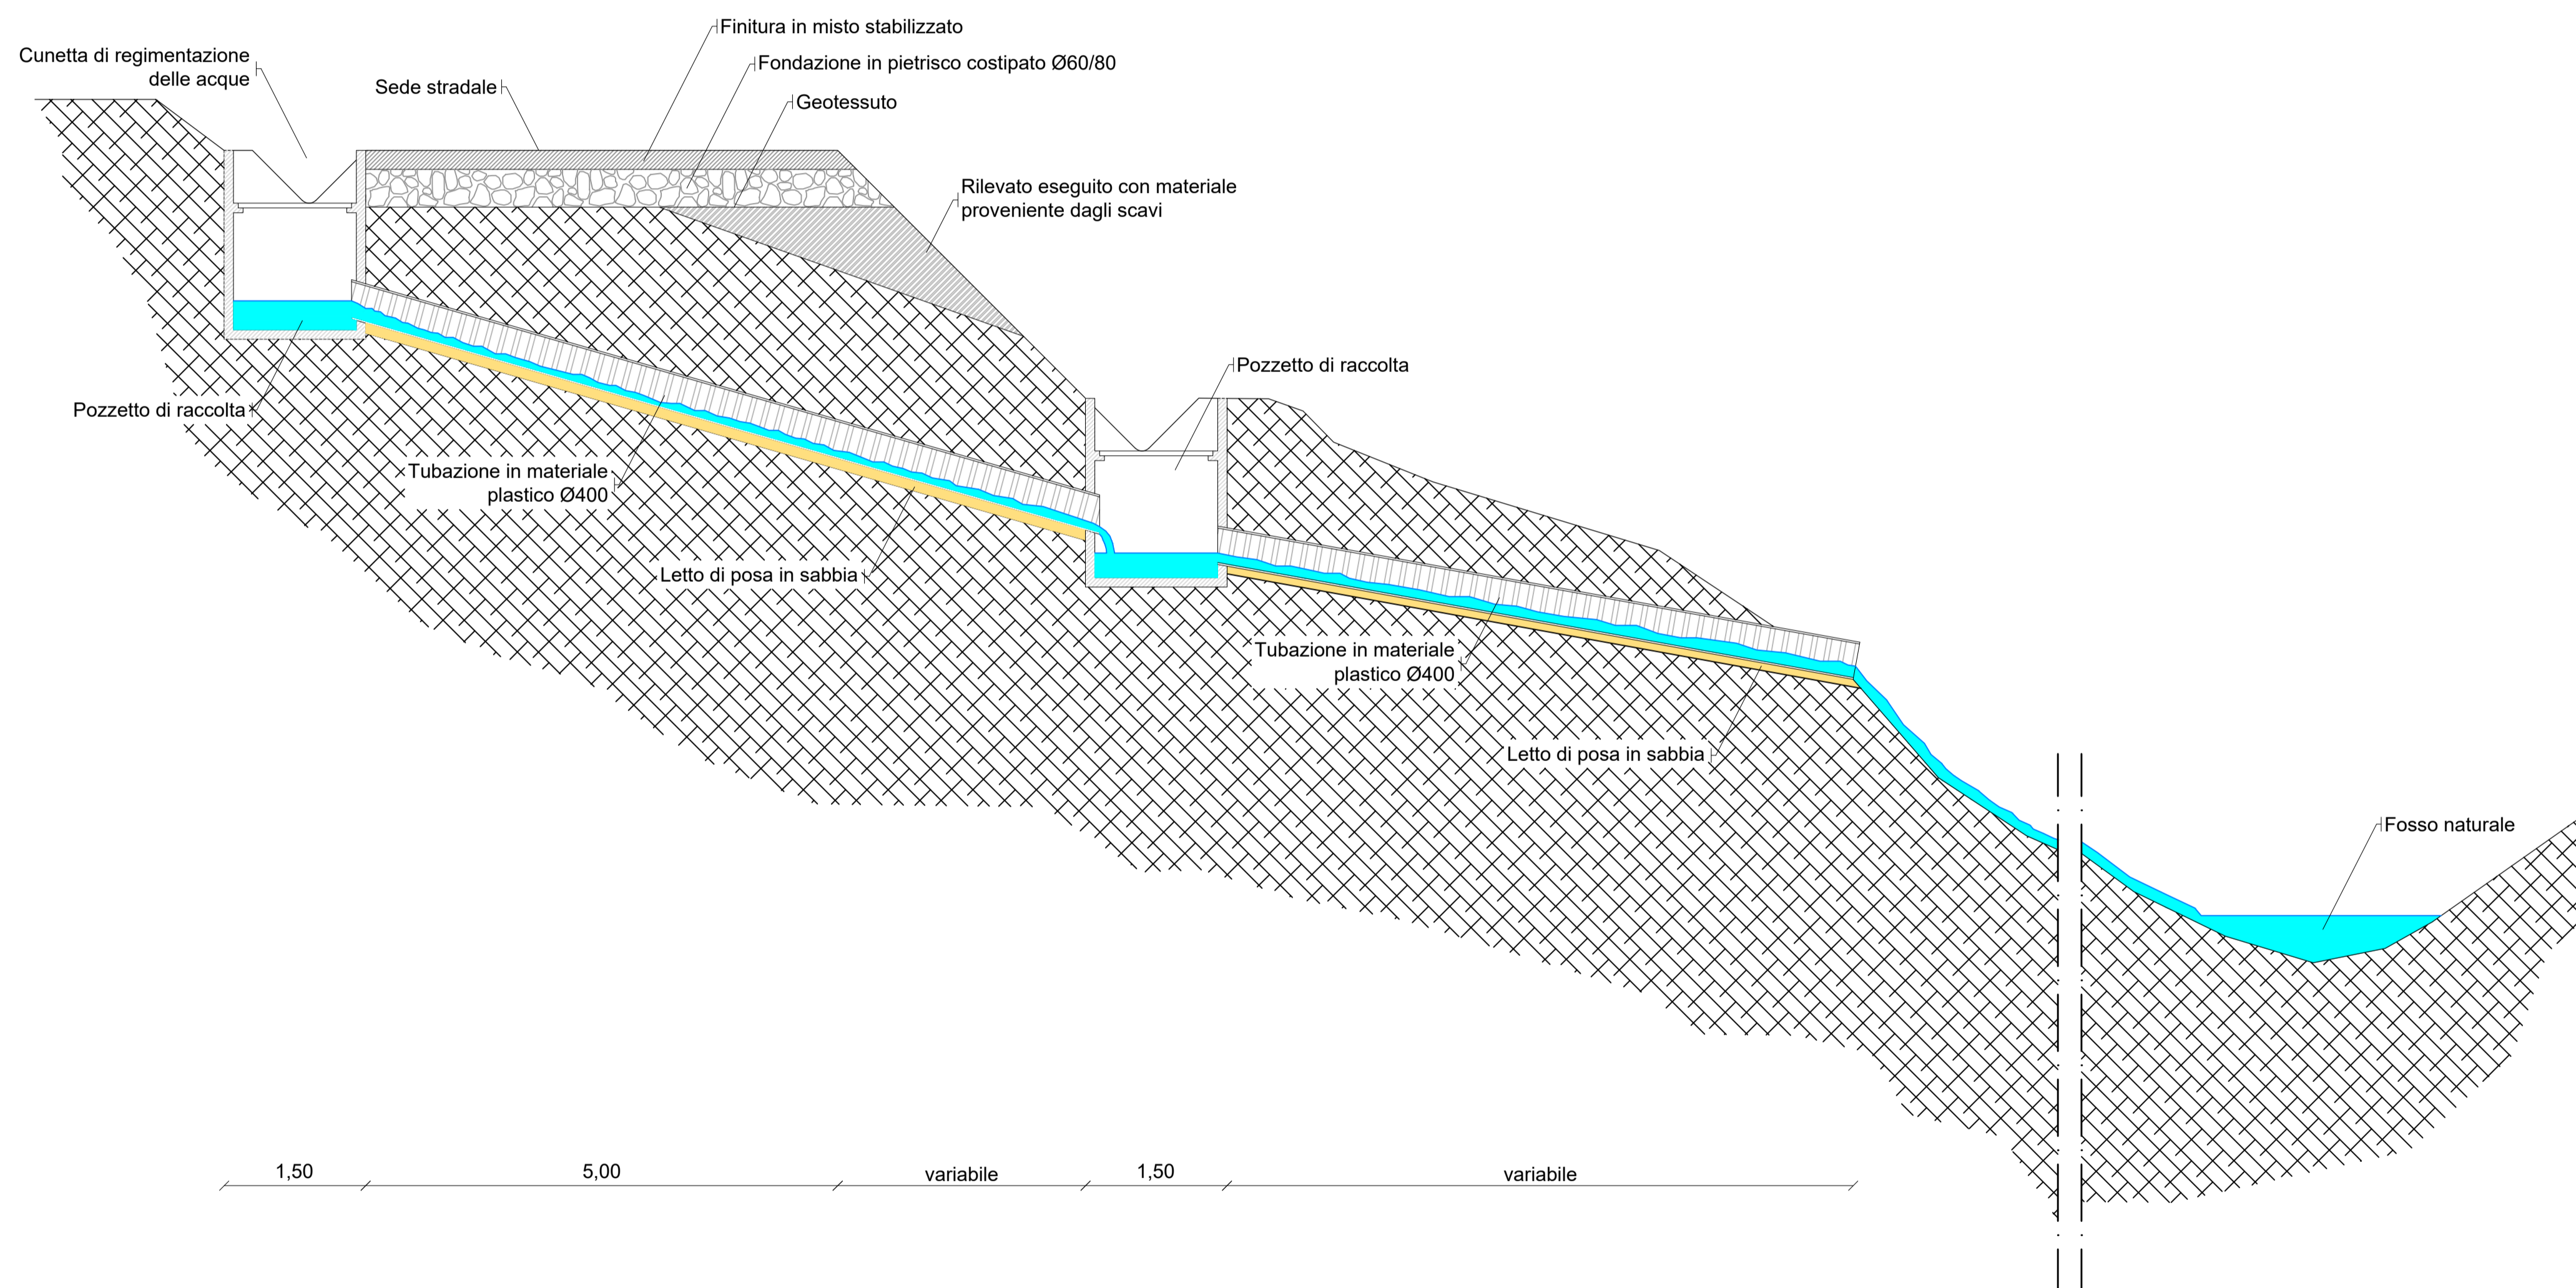 Finitura in misto stabilizzato
Cunetta di regimentazione
delle acque
Fondazione in pietrisco costipato Ø60/80
Sede stradale
Geotessuto
Rilevato eseguito con materiale
proveniente dagli scavi
Pozzetto di raccolta
Pozzetto di raccolta
Tubazione in materiale
plastico Ø400
Letto di posa in sabbia
Tubazione in materiale
plastico Ø400
Letto di posa in sabbia
Fosso naturale
1,50
5,00
variabile
1,50
variabile